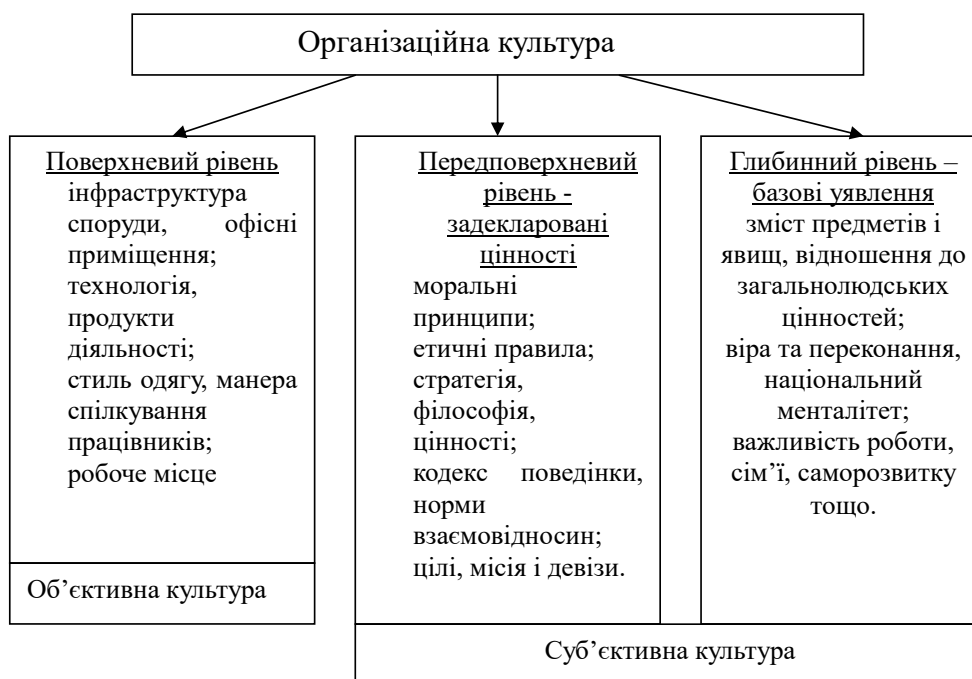 Організаційна культура
Поверхневий рівень
інфраструктура
споруди, офісні
приміщення;
технологія,
продукти
діяльності;
стиль одягу, манера
спілкування
працівників;
робоче місце
Об’єктивна культура
Передповерхневий
рівень -
задекларовані
цінності
моральні
принципи;
етичні правила;
стратегія,
філософія,
цінності;
кодекс поведінки,
норми
взаємовідносин;
цілі, місія і девізи.
Глибинний рівень –
базові уявлення
зміст предметів і
явищ, відношення до
загальнолюдських
цінностей;
віра та переконання,
національний
менталітет;
важливість роботи,
сім’ї, саморозвитку
тощо.
Суб’єктивна культура